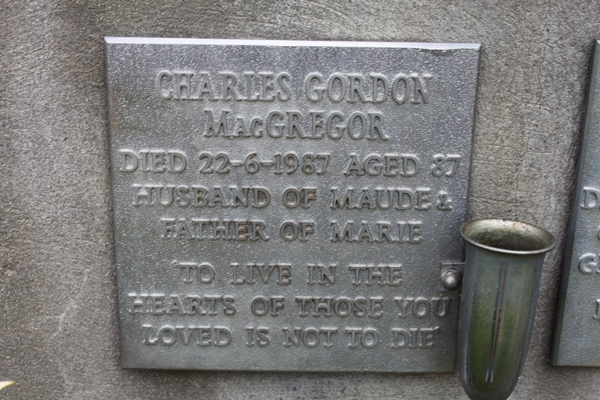 CHARLES GORDON
MacGREGOR
DIED 22-6-1987 AGED 87
HUSBAND OF MAUDE &
FATHER OF MARIE
'TO LIVE IN THE
HEARTS OF THOSE YOU
LOVED IS NOT TO DIE'